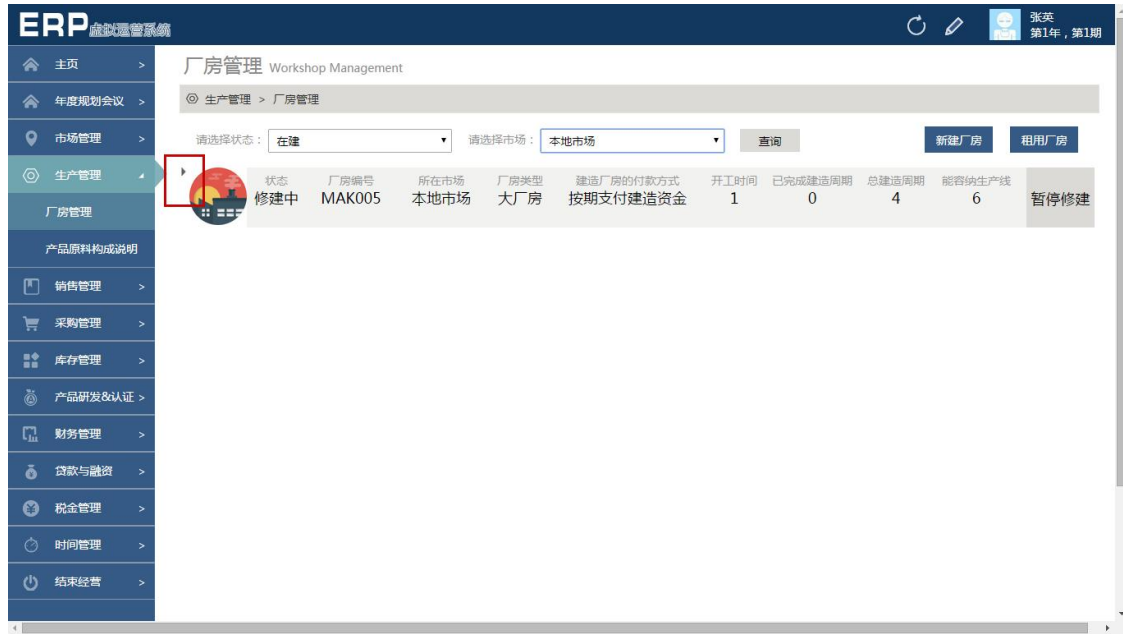 ERP虚拟运营系统
张英
第1年，第1期
主页 >
年度规划会议 >
市场管理 >
生产管理
厂房管理
产品原料构成说明
销售管理 >
采购管理 >
库存管理 >
产品研发&认证 >
财务管理 >
贷款与融资 >
税金管理 >
时间管理 >
结束经营 >
厂房管理 Workshop Management
生产管理 > 厂房管理
请选择状态： 在建 请选择市场： 本地市场 查询 新建厂房 租用厂房
状态 厂房编号 所在市场 厂房类型 建造厂房的付款方式 开工时间 已完成建造周期 总建造周期 能容纳生产线
修建中 MAK005 本地市场 大厂房 按期支付建造资金 1 0 4 6 暂停修建